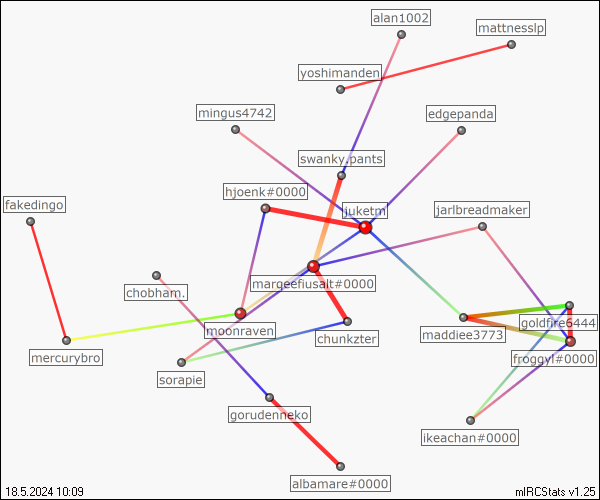 alan1002
mattnesslp
yoshimanden
mingus4742
edgepanda
swanky.pants
hjoenk#0000
fakedingo
juketm
jarlbreadmaker
margeefiusalt#0000
chobham.
goldfire6444
moonraven
chunkzter
maddiee3773
mercurybro
froggyl#0000
sorapie
gorudenneko
ikeachan#0000
albamare#0000
18.5.2024 10:09
mIRCStats v1.25